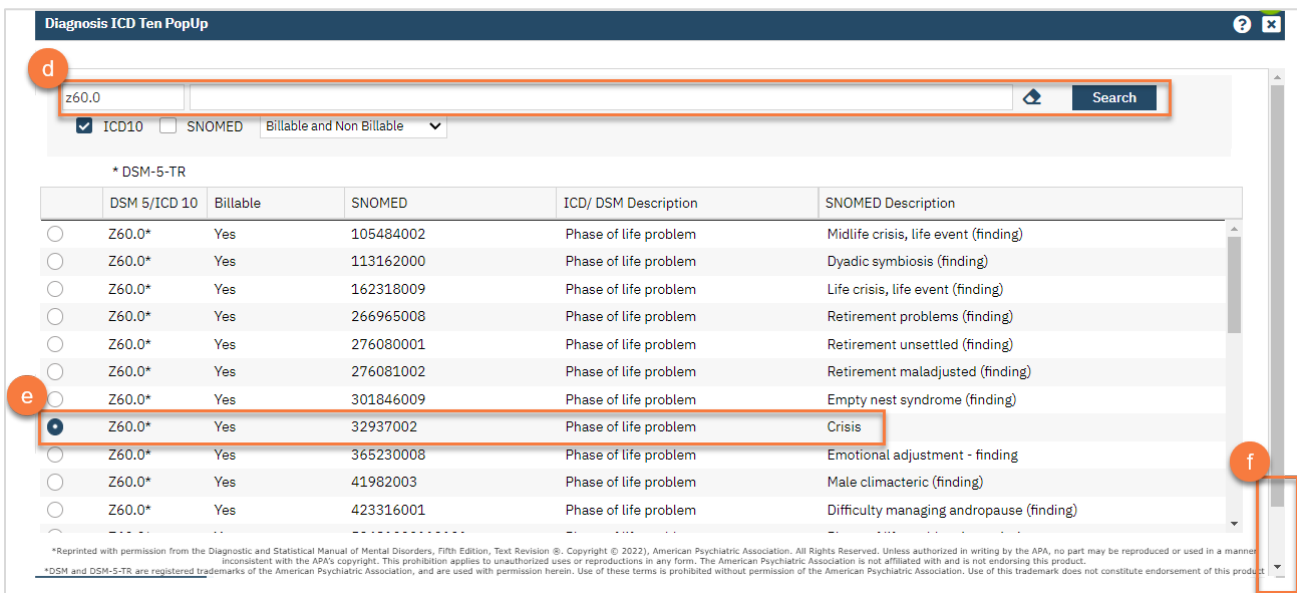 Diagnosis ICD Ten PopUp ?
d
z60.0 Search
ICD10 SNOMED Billable and Non Billable
* DSM-5-TR
DSM 5/ICD 10 Billable SNOMED ICD/ DSM Description SNOMED Description
Z60.0* Yes 105484002 Phase of life problem Midlife crisis, life event (finding)
Z60.0* Yes 113162000 Phase of life problem Dyadic symbiosis (finding)
Z60.0* Yes 162318009 Phase of life problem Life crisis, life event (finding)
Z60.0* Yes 266965008 Phase of life problem Retirement problems (finding)
Z60.0* Yes 276080001 Phase of life problem Retirement unsettled (finding)
Z60.0* Yes 276081002 Phase of life problem Retirement maladjusted (finding)
e
Z60.0* Yes 301846009 Phase of life problem Empty nest syndrome (finding)
Z60.0* Yes 32937002 Phase of life problem Crisis
Z60.0* Yes 365230008 Phase of life problem Emotional adjustment - finding
f
Z60.0* Yes 41982003 Phase of life problem Male climacteric (finding)
Z60.0* Yes 423316001 Phase of life problem Difficulty managing andropause (finding)
*Reprinted with permission from the Diagnostic and Statistical Manual of Mental Disorders, Fifth Edition, Text Revision ®. Copyright © 2022), American Psychiatric Association. All Rights Reserved. Unless authorized in writing by the APA, no part may be reproduced or used in a manner
inconsistent with the APA's copyright. This prohibition applies to unauthorized uses or reproductions in any form. The American Psychiatric Association is not affiliated with and is not endorsing this product.
*DSM and DSM-5-TR are registered trademarks of the American Psychiatric Association, and are used with permission herein. Use of these terms is prohibited without permission of the American Psychiatric Association. Use of this trademark does not constitute endorsement of this product